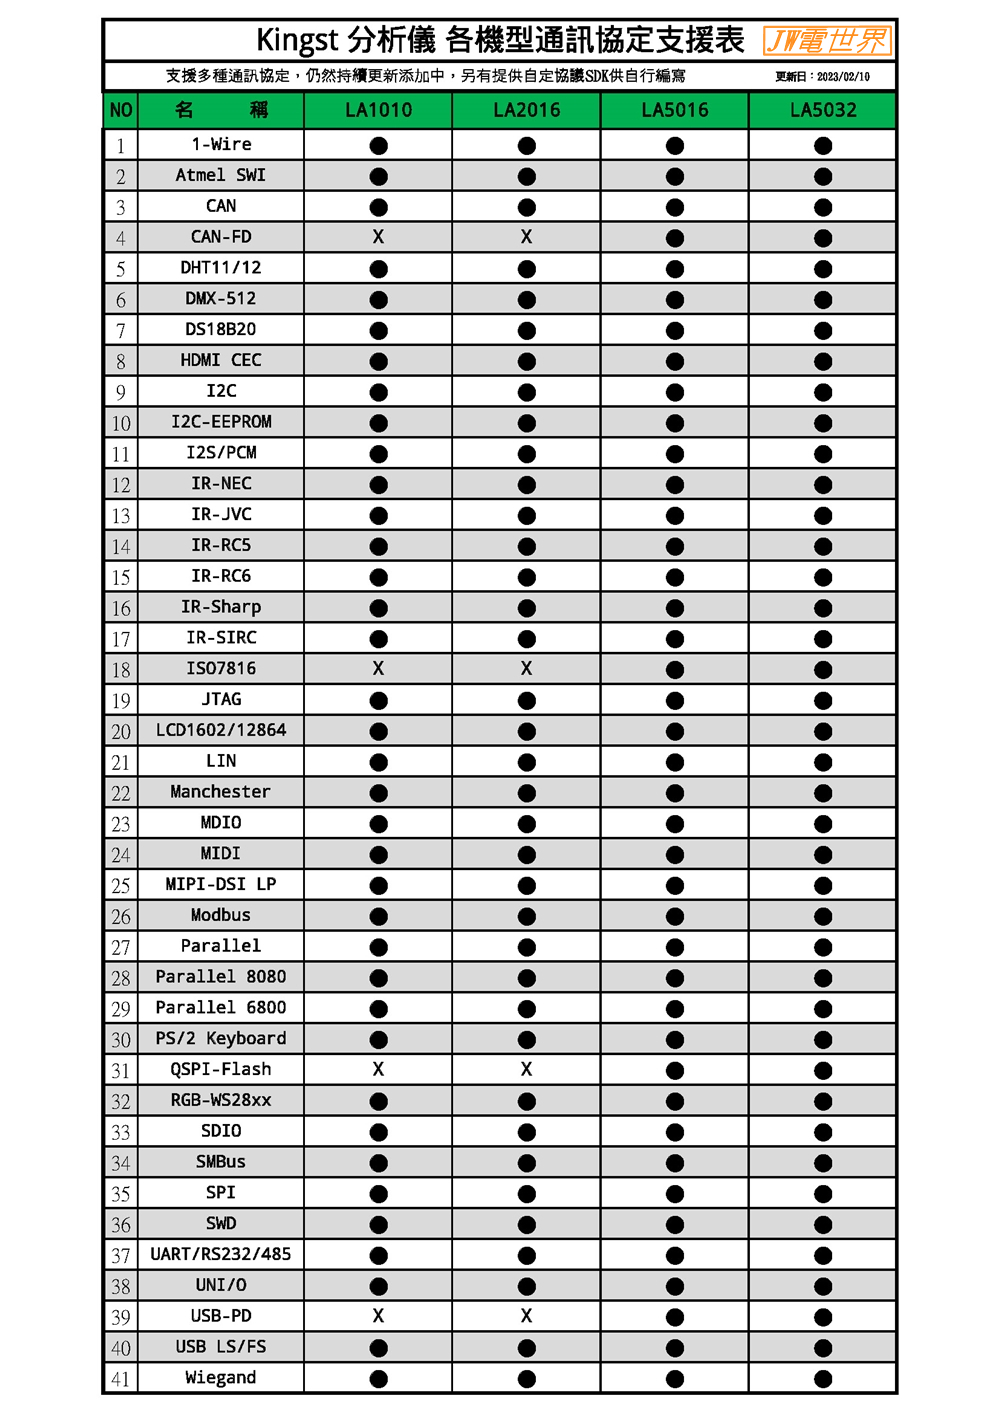 Kingst 分析儀 各機型通訊協定支援表 JW電世界
支援多種通訊協定，仍然持續更新添加中，另有提供自定協議SDK供自行編寫 更新日：2023/02/10
NO 名 稱 LA1010 LA2016 LA5016 LA5032
1 1-Wire ● ● ● ●
2 Atmel SWI ● ● ● ●
3 CAN ● ● ● ●
4 CAN-FD X X ● ●
5 DHT11/12 ● ● ● ●
6 DMX-512 ● ● ● ●
7 DS18B20 ● ● ● ●
8 HDMI CEC ● ● ● ●
9 I2C ● ● ● ●
10 I2C-EEPROM ● ● ● ●
11 I2S/PCM ● ● ● ●
12 IR-NEC ● ● ● ●
13 IR-JVC ● ● ● ●
14 IR-RC5 ● ● ● ●
15 IR-RC6 ● ● ● ●
16 IR-Sharp ● ● ● ●
17 IR-SIRC ● ● ● ●
18 ISO7816 X X ● ●
19 JTAG ● ● ● ●
20 LCD1602/12864 ● ● ● ●
21 LIN ● ● ● ●
22 Manchester ● ● ● ●
23 MDIO ● ● ● ●
24 MIDI ● ● ● ●
25 MIPI-DSI LP ● ● ● ●
26 Modbus ● ● ● ●
27 Parallel ● ● ● ●
28 Parallel 8080 ● ● ● ●
29 Parallel 6800 ● ● ● ●
30 PS/2 Keyboard ● ● ● ●
31 QSPI-Flash X X ● ●
32 RGB-WS28xx ● ● ● ●
33 SDIO ● ● ● ●
34 SMBus ● ● ● ●
35 SPI ● ● ● ●
36 SWD ● ● ● ●
37 UART/RS232/485 ● ● ● ●
38 UNI/O ● ● ● ●
39 USB-PD X X ● ●
40 USB LS/FS ● ● ● ●
41 Wiegand ● ● ● ●